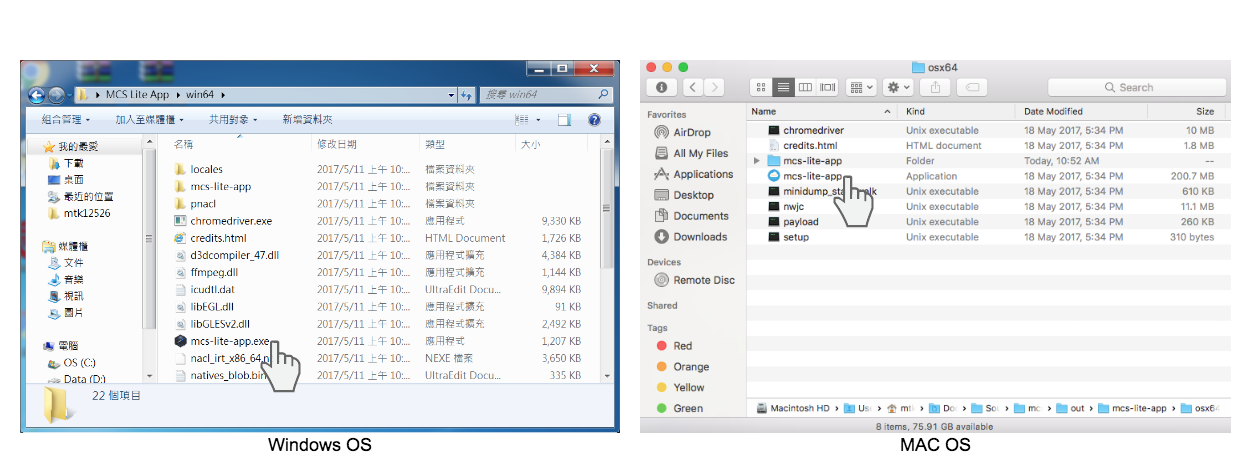 MCS Lite App
win64
搜尋 win64
組合管理
加入至媒體櫃
共用對象
新增資料夾
我的最愛
下載
桌面
最近的位置
mtk12526
媒體櫃
文件
音樂
視訊
圖片
電腦
OS (C:)
Data (D:)
名稱 修改日期 類型 大小
locales 2017/5/11 上午 10:... 檔案資料夾
mcs-lite-app 2017/5/11 上午 10:... 檔案資料夾
pnacl 2017/5/11 上午 10:... 檔案資料夾
chromedriver.exe 2017/5/11 上午 10:... 應用程式 9,330 KB
credits.html 2017/5/11 上午 10:... HTML Document 1,726 KB
d3dcompiler_47.dll 2017/5/11 上午 10:... 應用程式擴充 4,384 KB
ffmpeg.dll 2017/5/11 上午 10:... 應用程式擴充 1,144 KB
icudtl.dat 2017/5/11 上午 10:... UltraEdit Docu... 9,894 KB
libEGL.dll 2017/5/11 上午 10:... 應用程式擴充 91 KB
libGLESv2.dll 2017/5/11 上午 10:... 應用程式擴充 2,492 KB
mcs-lite-app.exe 2017/5/11 上午 10:... 應用程式 1,207 KB
nacl_irt_x86_64.n 2017/5/11 上午 10:... NEXE 檔案 3,650 KB
natives_blob.bin 2017/5/11 上午 10:... UltraEdit Docu... 335 KB
22 個項目
Windows OS
osx64
Search
Favorites
AirDrop
All My Files
Applications
Desktop
Documents
Downloads
Devices
Remote Disc
Shared
Tags
Red
Orange
Yellow
Green
Name Kind Date Modified Size
chromedriver Unix executable 18 May 2017, 5:34 PM 10 MB
credits.html HTML document 18 May 2017, 5:34 PM 1.8 MB
mcs-lite-app Folder Today, 10:52 AM --
mcs-lite-app Application 18 May 2017, 5:34 PM 200.7 MB
minidump_sta alk Unix executable 18 May 2017, 5:34 PM 610 KB
nwjc Unix executable 18 May 2017, 5:34 PM 11.1 MB
payload Unix executable 18 May 2017, 5:34 PM 260 KB
setup Unix executable 18 May 2017, 5:34 PM 310 bytes
Macintosh HD Us mt Do So mc out mcs-lite-app osx64
8 items, 75.91 GB available
MAC OS